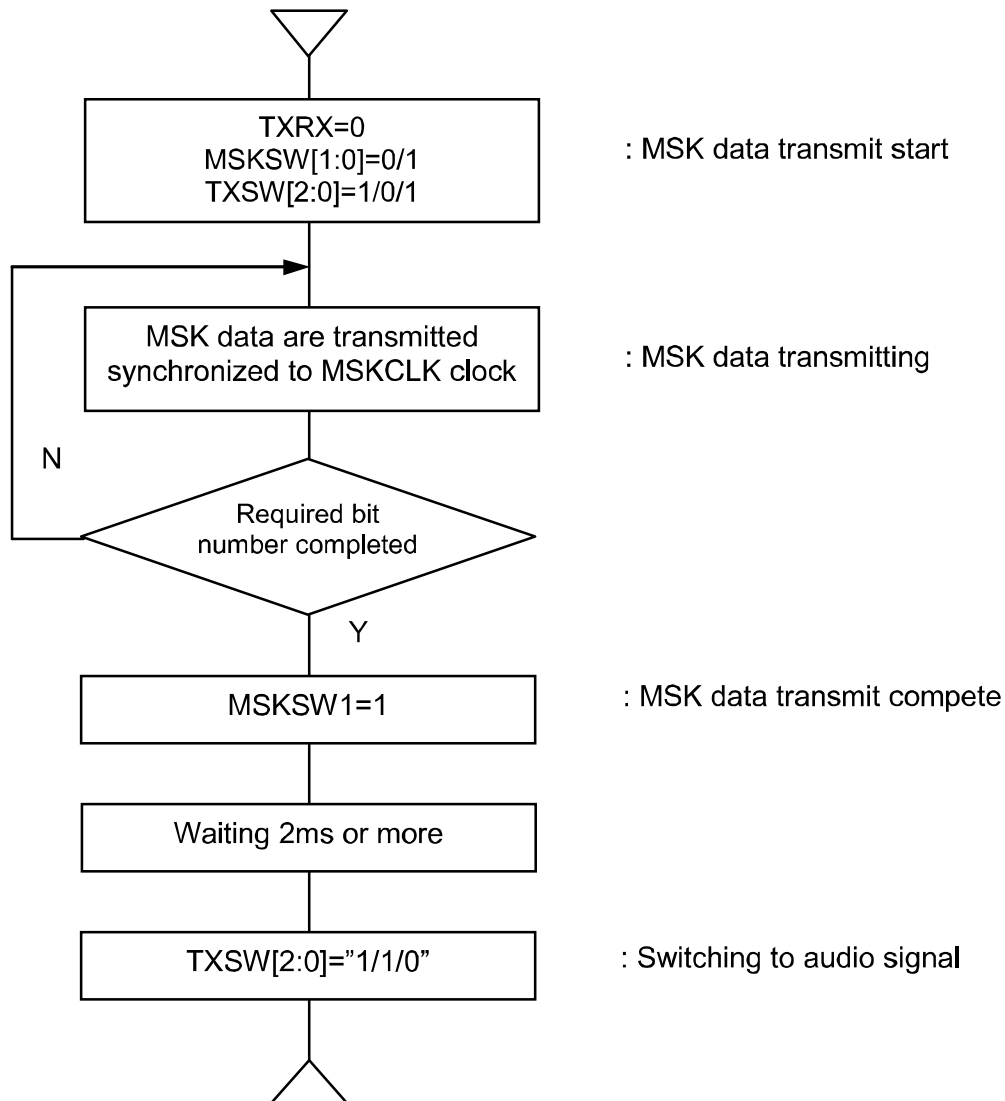 TXRX=0
MSKSW[1:0]=0/1
TXSW[2:0]=1/0/1
: MSK data transmit start
MSK data are transmitted
synchronized to MSKCLK clock
: MSK data transmitting
N
Required bit
number completed
Y
MSKSW1=1
: MSK data transmit compete
Waiting 2ms or more
TXSW[2:0]=”1/1/0”
: Switching to audio signal